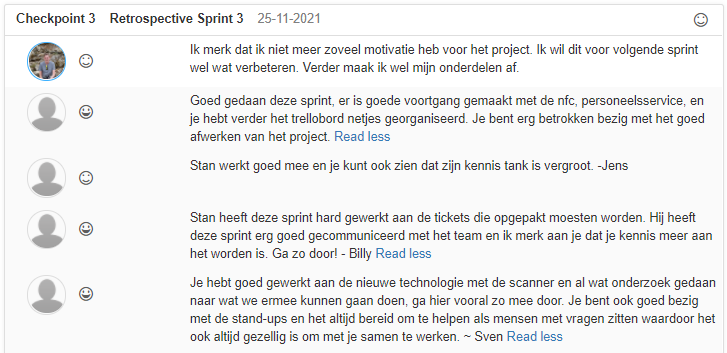 Checkpoint 3 Retrospective Sprint 3 25-11-2021
Ik merk dat ik niet meer zoveel motivatie heb voor het project. Ik wil dit voor volgende sprint
wel wat verbeteren. Verder maak ik wel mijn onderdelen af.
Goed gedaan deze sprint, er is goede voortgang gemaakt met de nfc, personeelsservice, en
je hebt verder het trellobord netjes georganiseerd. Je bent erg betrokken bezig met het goed
afwerken van het project. Read less
Stan werkt goed mee en je kunt ook zien dat zijn kennis tank is vergroot. -Jens
Stan heeft deze sprint hard gewerkt aan de tickets die opgepakt moesten worden. Hij heeft
deze sprint erg goed gecommuniceerd met het team en ik merk aan je dat je kennis meer aan
het worden is. Ga zo door! - Billy Read less
Je hebt goed gewerkt aan de nieuwe technologie met de scanner en al wat onderzoek gedaan
naar wat we ermee kunnen gaan doen, ga hier vooral zo mee door. Je bent ook goed bezig
met de stand-ups en het altijd bereid om te helpen als mensen met vragen zitten waardoor het
ook altijd gezellig is om met je samen te werken. ~ Sven Read less